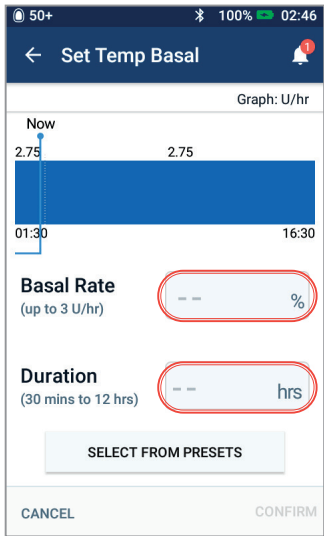 50+ 100% 02:46
Set Temp Basal 1
Graph: U/hr
Now
2.75 2.75
01:30 16:30
Basal Rate
(up to 3 U/hr)
-- %
Duration
(30 mins to 12 hrs)
-- hrs
SELECT FROM PRESETS
CANCEL CONFIRM